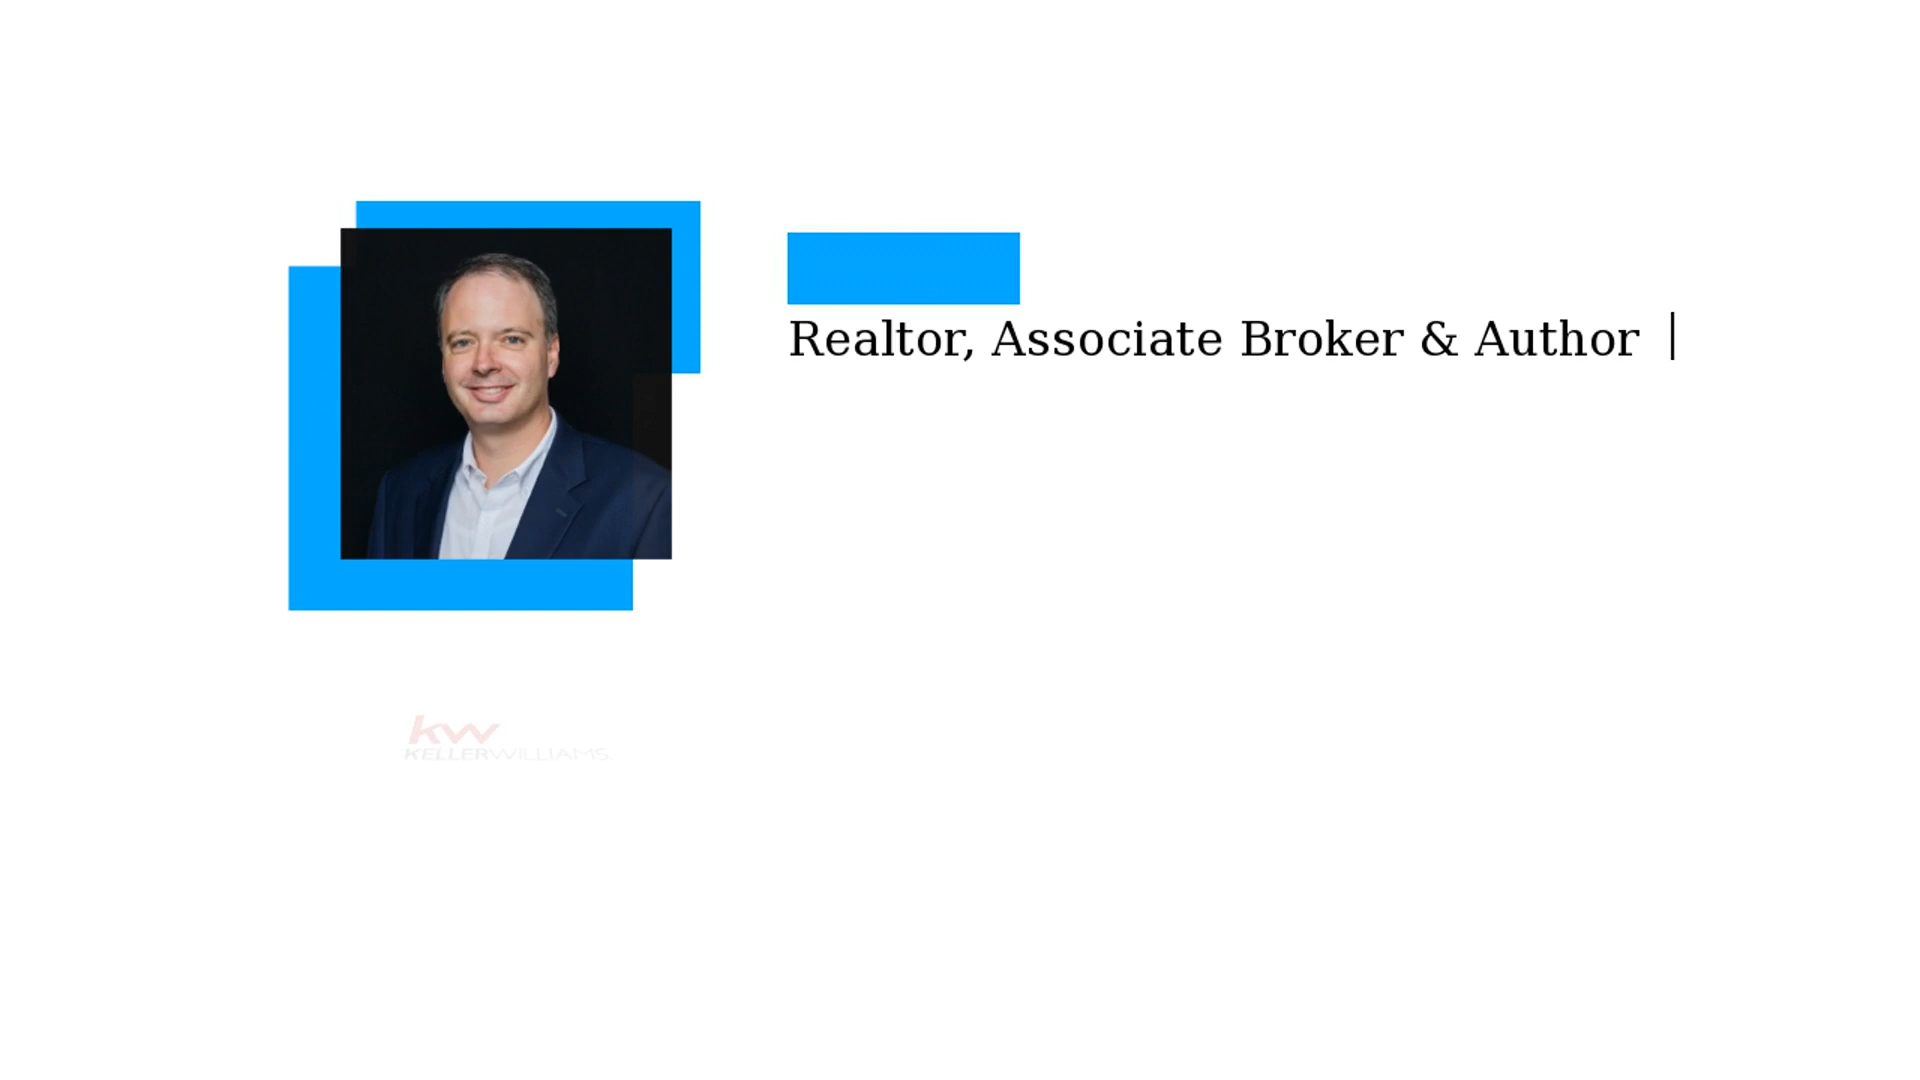 Realtor, Associate Broker & Author |
kw
KELLERWILLIAMS.